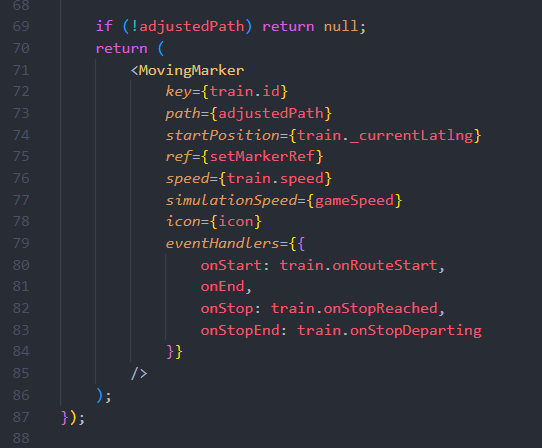 68
69 if (!adjustedPath) return null;
70 return (
71 <MovingMarker
72 key={train.id}
73 path={adjustedPath}
74 startPosition={train._currentLatlng}
75 ref={setMarkerRef}
76 speed={train.speed}
77 simulationSpeed={gameSpeed}
78 icon={icon}
79 eventHandlers={{
80 onStart: train.onRouteStart,
81 onEnd,
82 onStop: train.onStopReached,
83 onStopEnd: train.onStopDeparting
84 }}
85 />
86 );
87 });
88